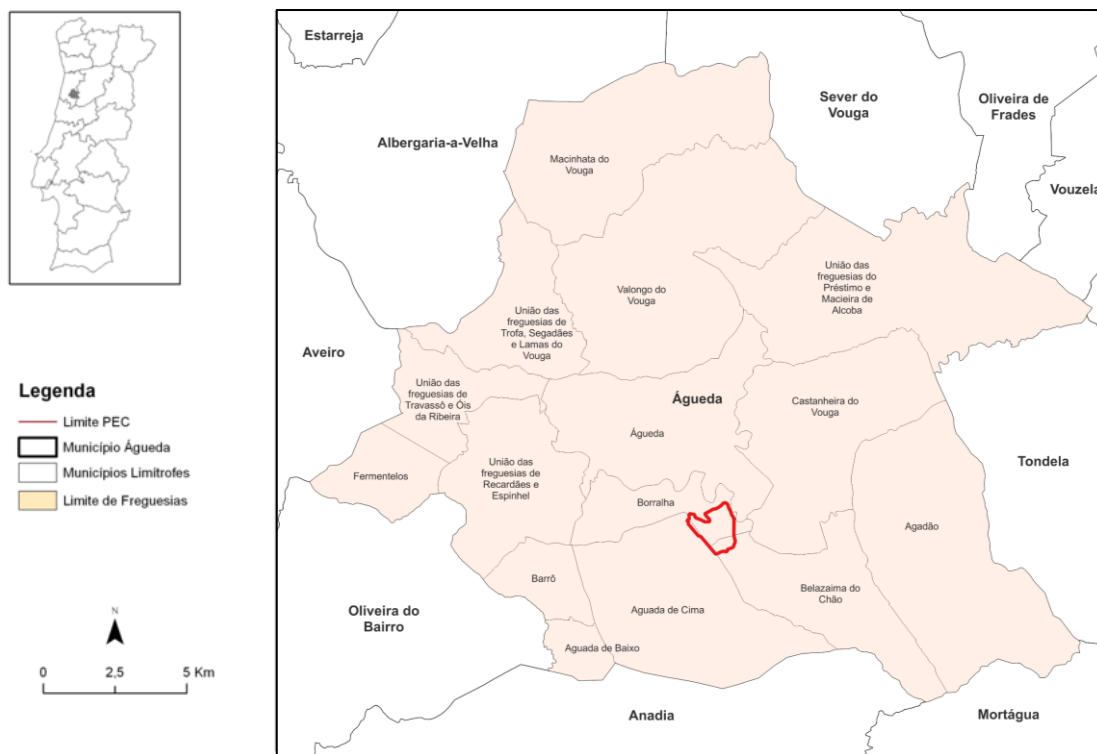 Estarreja
Albergaria-a-Velha
Sever do
Vouga
Oliveira de
Frades
Vouzela
Macinhata do
Vouga
Valongo do
Vouga
União das
freguesias do
Préstimo e
Macieira de
Alcoba
União das
freguesias de
Trofa, Segadães
e Lamas do
Vouga
Aveiro
União das
freguesias de
Travassô e Óis
da Ribeira
Águeda
Castanheira do
Vouga
Águeda
Fermentelos
União das
freguesias de
Recardães e
Espinhel
Borralha
Tondela
Agadão
Barrô
Belazaima do
Chão
Aguada de Cima
Oliveira do
Bairro
Aguada de Baixo
Anadia
Mortágua
Legenda
Limite PEC
Município Águeda
Municípios Limítrofes
Limite de Freguesias
N
0 2,5 5 Km